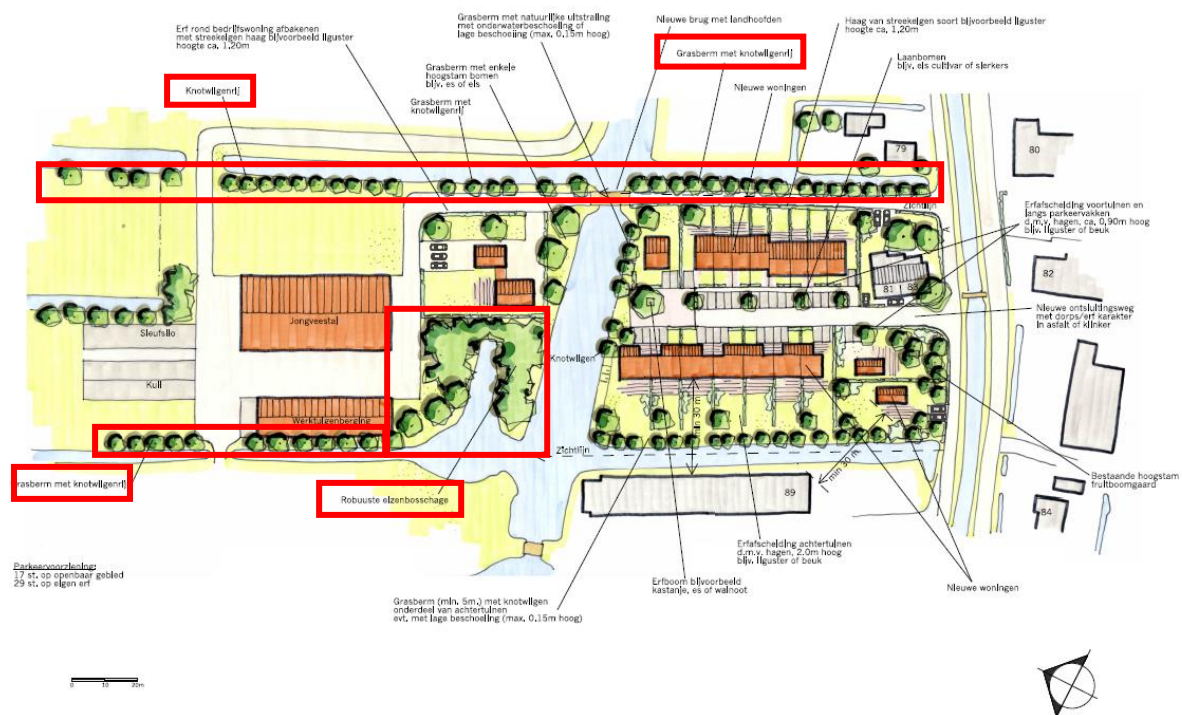 Erf rond bedrijfswoning afbakenen
met streekeigen haag bijvoorbeeld liguster
hoogte ca. 1,20m
Grasberm met natuurlijke uitstraling
met onderwaterbeschoeiing of
lage beschoeiing (max. 0,15m hoog)
Nieuwe brug met landhoofden
Haag van streekeigen soort bijvoorbeeld liguster
hoogte ca. 1,20m
Grasberm met knotwilgenrij
Grasberm met enkele
hoogstam bomen
bijv. es of els
Laanbomen
bijv. els cultivar of sierkers
Knotwilgenrij
Grasberm met
knotwilgenrij
Nieuwe woningen
79
80
Zichtlijn
Erfafscheiding voortuinen en
langs parkeervakken
d.m.v. hagen, ca. 0,90m hoog
bijv. liguster of beuk
82
81
83
Nieuwe ontsluitingsweg
met dorps/erf karakter
in asfalt of klinker
Jongveestal
Sleufsilo
Kuil
Knotwilgen
Werktuigenberging
min 30 m
Zichtlijn
min 30 m.
Grasberm met knotwilgenrij
Robuuste elzenbosschage
89
84
Bestaande hoogstam
fruitboomgaard
Erfafscheiding achtertuinen
d.m.v. hagen, 2.0m hoog
bijv. liguster of beuk
Parkeervoorziening:
17 st. op openbaar gebied
29 st. op eigen erf
Erfboom bijvoorbeeld
kastanje, es of walnoot
Nieuwe woningen
Grasberm (min. 5m.) met knotwilgen
onderdeel van achtertuinen
evt. met lage beschoeiing (max. 0,15m hoog)
0 10 20m